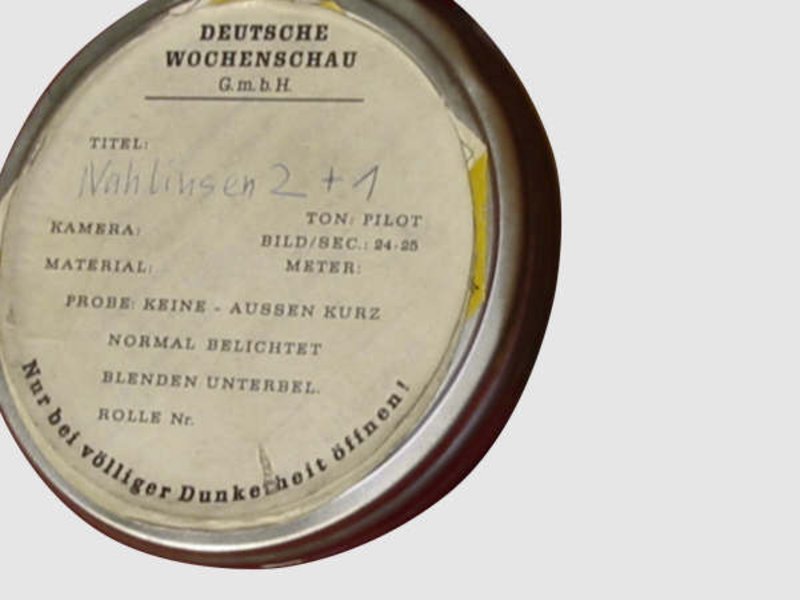 DEUTSCHE
WOCHENSCHAU
G.m.b.H.
TITEL:
Nahlinsen 2+1
TON: PILOT
KAMERA:
BILD/SEC.: 24-25
MATERIAL:
METER:
PROBE: KEINE - AUSSEN KURZ
NORMAL BELICHTET
BLENDEN UNTERBEL.
ROLLE Nr.
Nur bei völliger Dunkelheit öffnen!